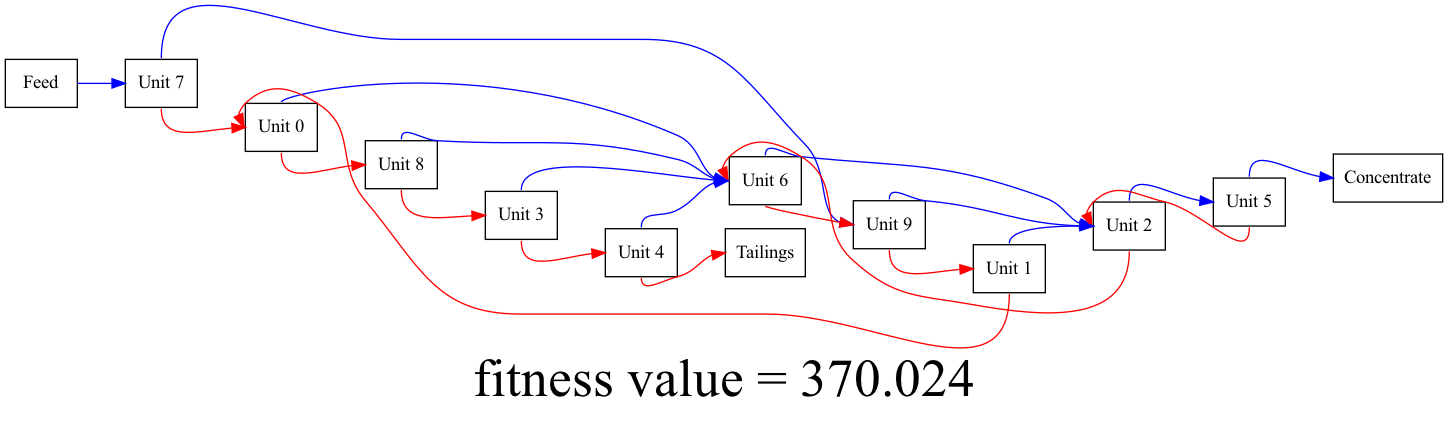 Feed
Unit 7
Unit 0
Unit 8
Unit 3
Unit 4
Tailings
Unit 6
Unit 9
Unit 1
Unit 2
Unit 5
Concentrate
fitness value = 370.024